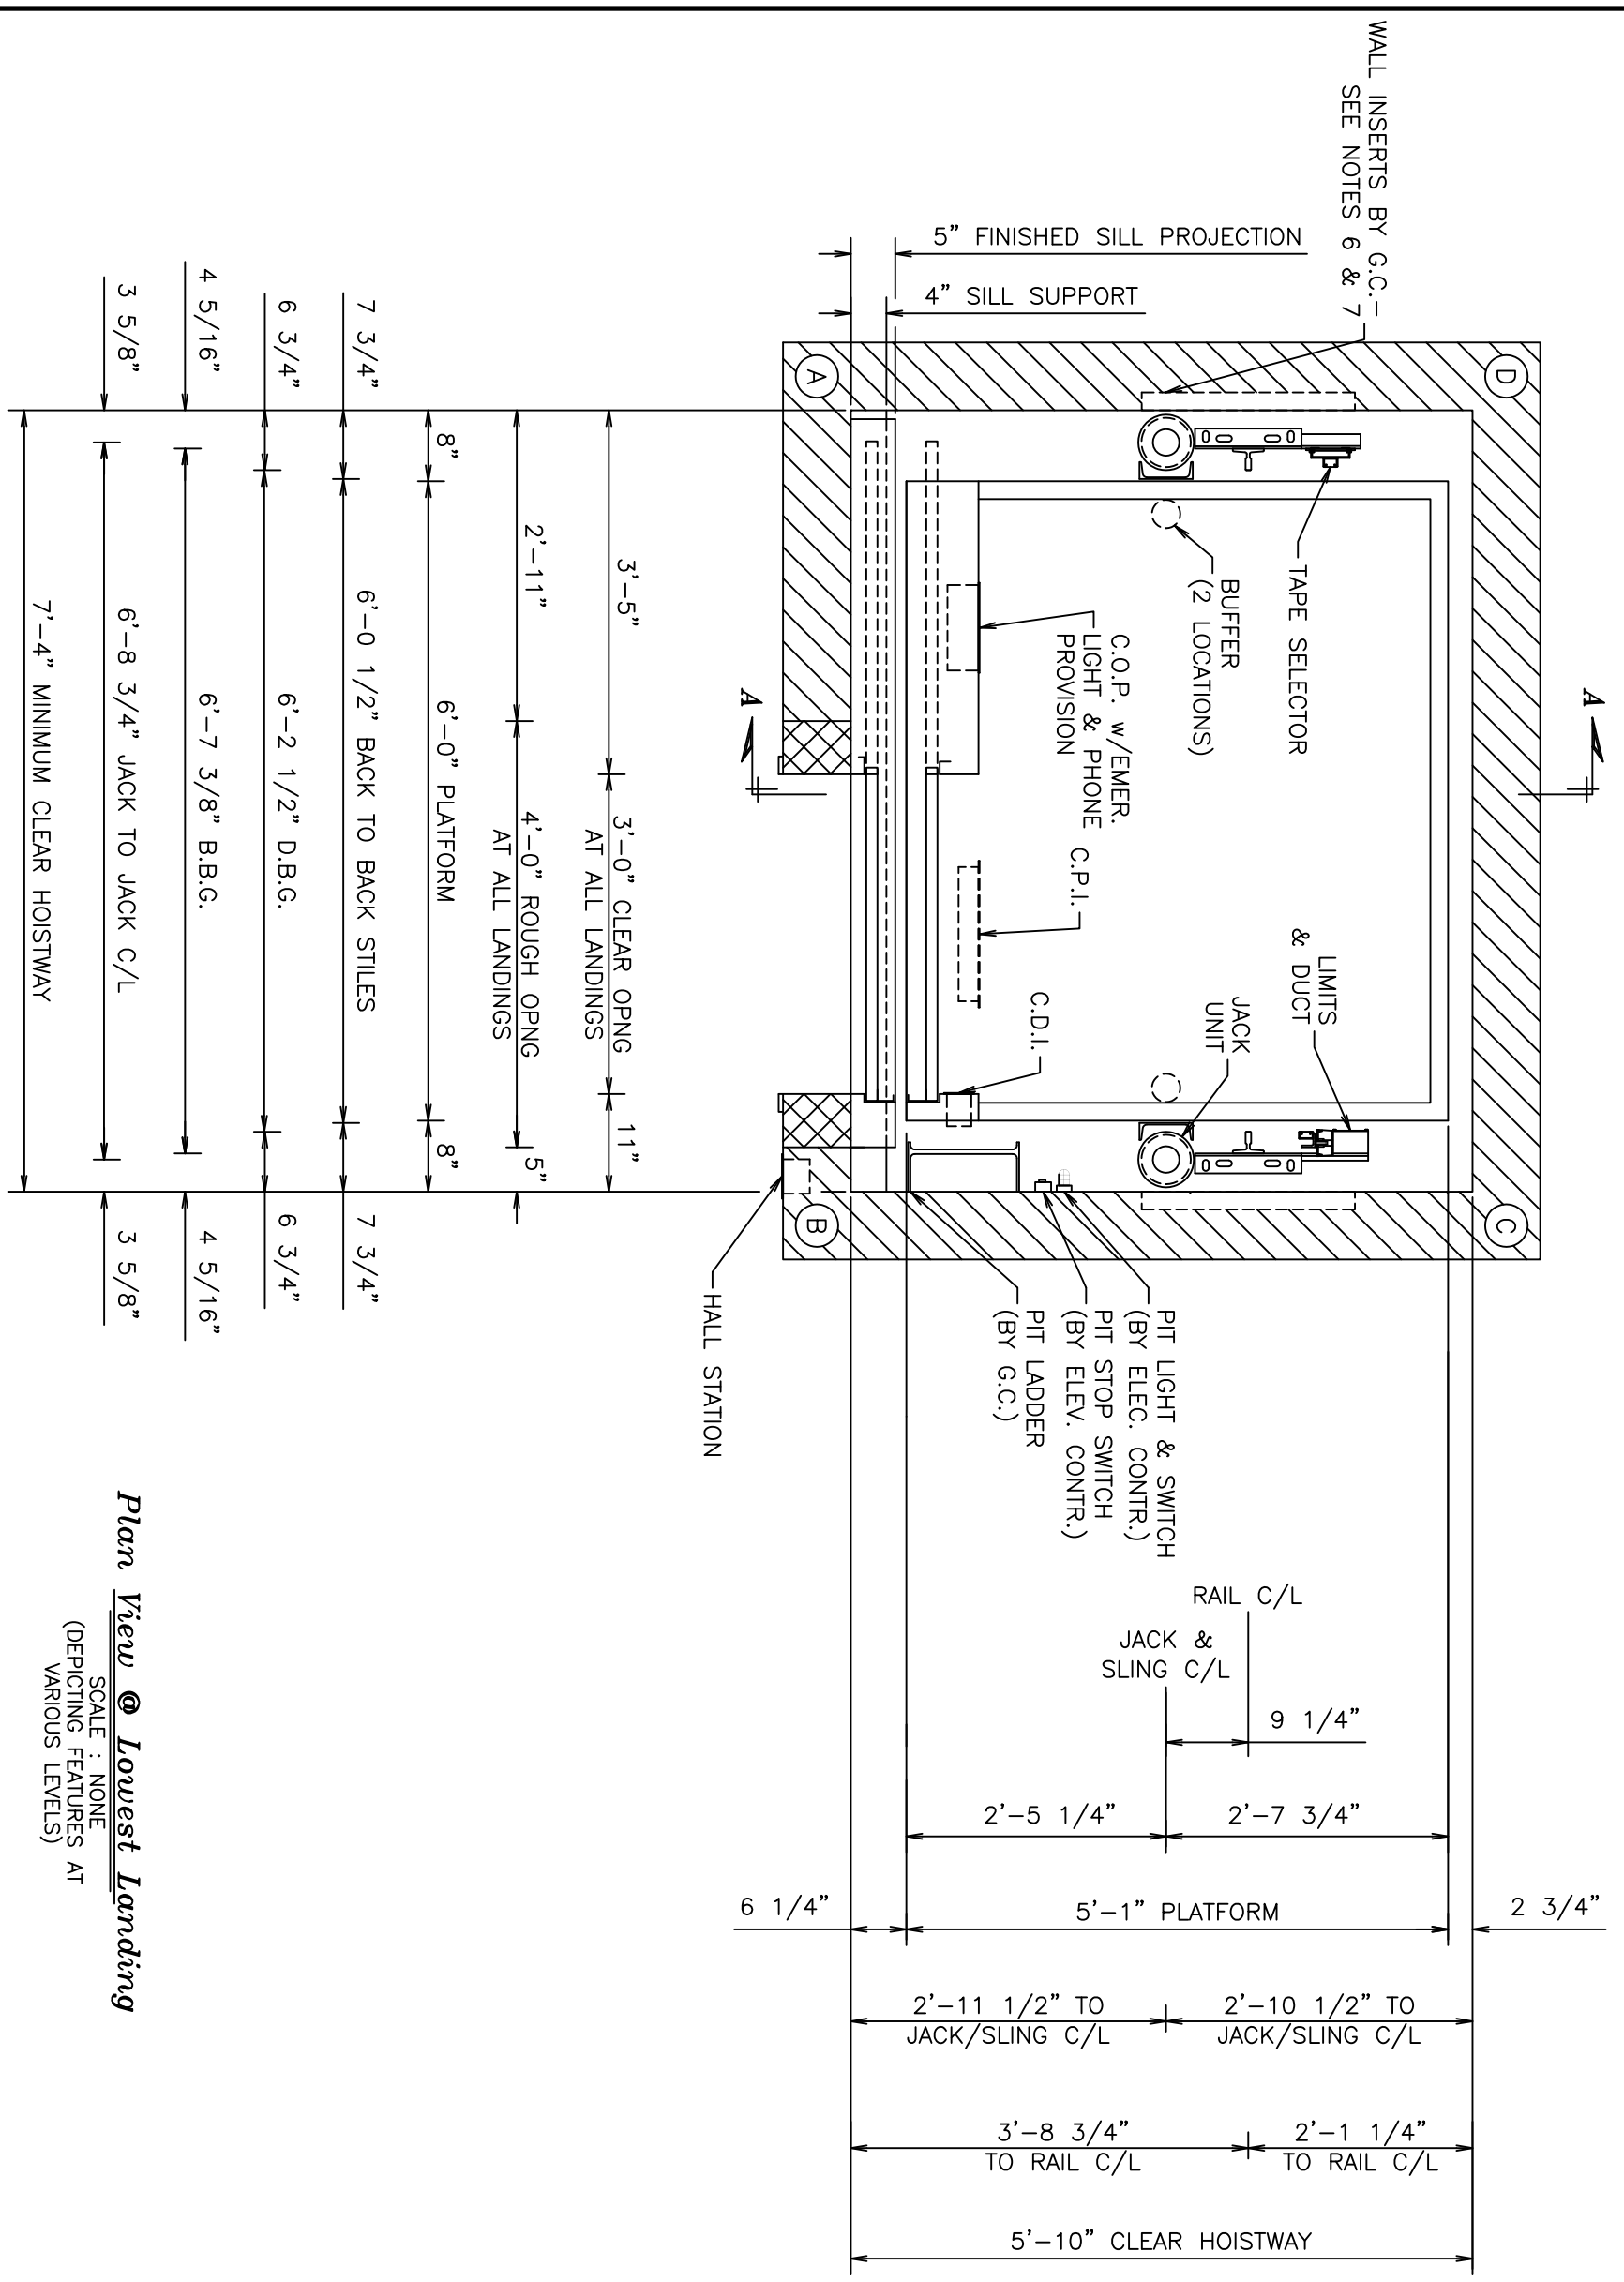 WALL INSERTS BY G.C.
SEE NOTES 6 & 7
5" FINISHED SILL PROJECTION
4" SILL SUPPORT
A
D
B
C
A
A
TAPE SELECTOR
BUFFER
(2 LOCATIONS)
C.O.P. w/EMER.
LIGHT & PHONE
PROVISION
C.P.I.
C.D.I.
LIMITS
& DUCT
JACK
UNIT
PIT LIGHT & SWITCH
(BY ELEC. CONTR.)
PIT STOP SWITCH
(BY ELEV. CONTR.)
PIT LADDER
(BY G.C.)
HALL STATION
3'-5"
3'-0" CLEAR OPNG
AT ALL LANDINGS
11"
2'-11"
4'-0" ROUGH OPNG
AT ALL LANDINGS
5"
8"
6'-0" PLATFORM
8"
7 3/4"
6'-0 1/2" BACK TO BACK STILES
7 3/4"
6 3/4"
6'-2 1/2" D.B.G.
6 3/4"
4 5/16"
6'-7 3/8" B.B.G.
4 5/16"
3 5/8"
6'-8 3/4" JACK TO JACK C/L
3 5/8"
7'-4" MINIMUM CLEAR HOISTWAY
RAIL C/L
JACK &
SLING C/L
9 1/4"
2'-5 1/4"
2'-7 3/4"
6 1/4"
5'-1" PLATFORM
2 3/4"
2'-11 1/2" TO
JACK/SLING C/L
2'-10 1/2" TO
JACK/SLING C/L
3'-8 3/4"
TO RAIL C/L
2'-1 1/4"
TO RAIL C/L
5'-10" CLEAR HOISTWAY
Plan View @ Lowest Landing
SCALE : NONE
(DEPICTING FEATURES AT
VARIOUS LEVELS)